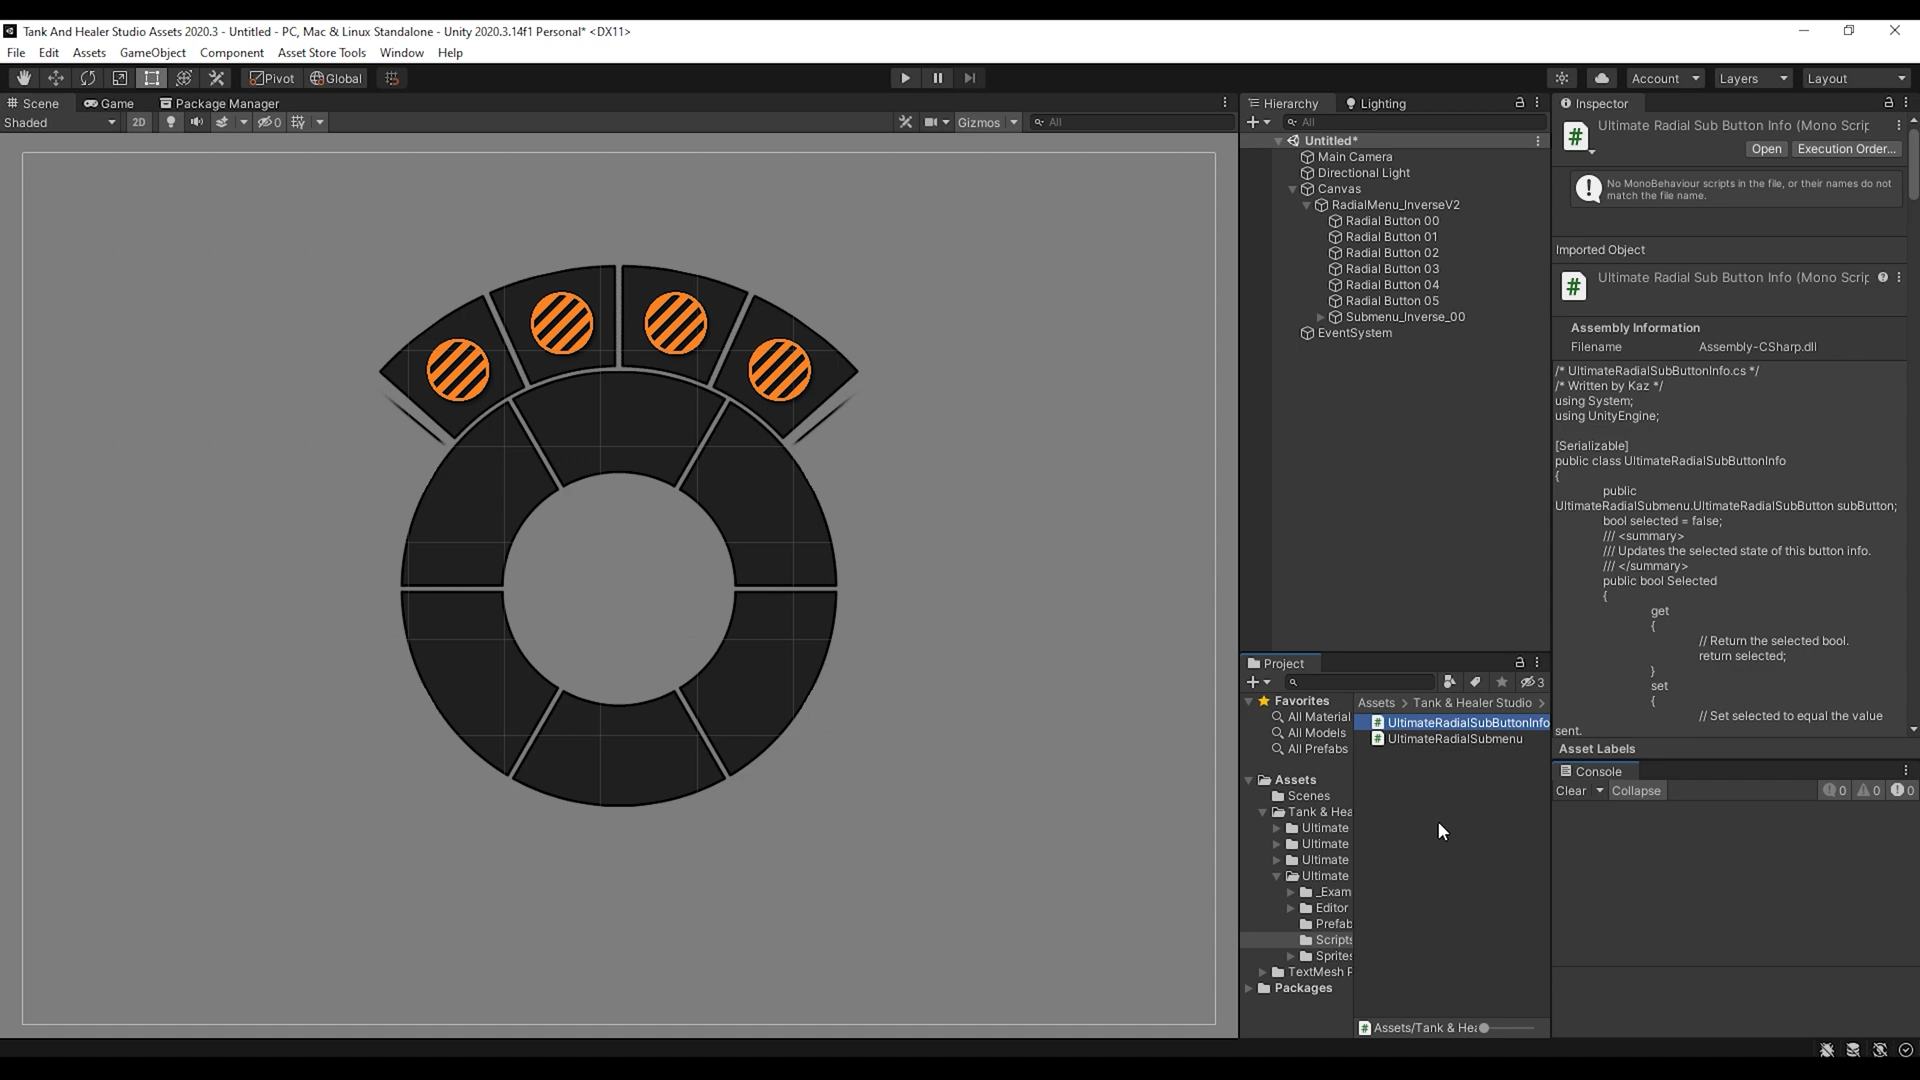 Tank And Healer Studio Assets 2020.3 - Untitled - PC, Mac & Linux Standalone - Unity 2020.3.14f1 Personal* <DX11>
File Edit Assets GameObject Component Asset Store Tools Window Help
Pivot Global Account Layers Layout
Scene Game Package Manager
Shaded 2D 0 Gizmos All
Hierarchy Lighting
All
Untitled*
Main Camera
Directional Light
Canvas
RadialMenu_InverseV2
Radial Button 00
Radial Button 01
Radial Button 02
Radial Button 03
Radial Button 04
Radial Button 05
Submenu_Inverse_00
EventSystem
Project
3
Favorites
All Material
All Models
All Prefabs
Assets
Scenes
Tank & Hea
Ultimate
Ultimate
Ultimate
Ultimate
_Exam
Editor
Prefab
Scripts
Sprites
TextMesh P
Packages
Assets > Tank & Healer Studio >
UltimateRadialSubButtonInfo
UltimateRadialSubmenu
Assets/Tank & Hea
Inspector
Ultimate Radial Sub Button Info (Mono Scrip
Open Execution Order...
No MonoBehaviour scripts in the file, or their names do not
match the file name.
Imported Object
Ultimate Radial Sub Button Info (Mono Scrip
Assembly Information
Filename Assembly-CSharp.dll
/* UltimateRadialSubButtonInfo.cs */
/* Written by Kaz */
using System;
using UnityEngine;
[Serializable]
public class UltimateRadialSubButtonInfo
{
public
UltimateRadialSubmenu.UltimateRadialSubButton subButton;
bool selected = false;
/// <summary>
/// Updates the selected state of this button info.
/// </summary>
public bool Selected
{
get
{
// Return the selected bool.
return selected;
}
set
{
// Set selected to equal the value
sent.
Asset Labels
Console
Clear Collapse 0 0 0